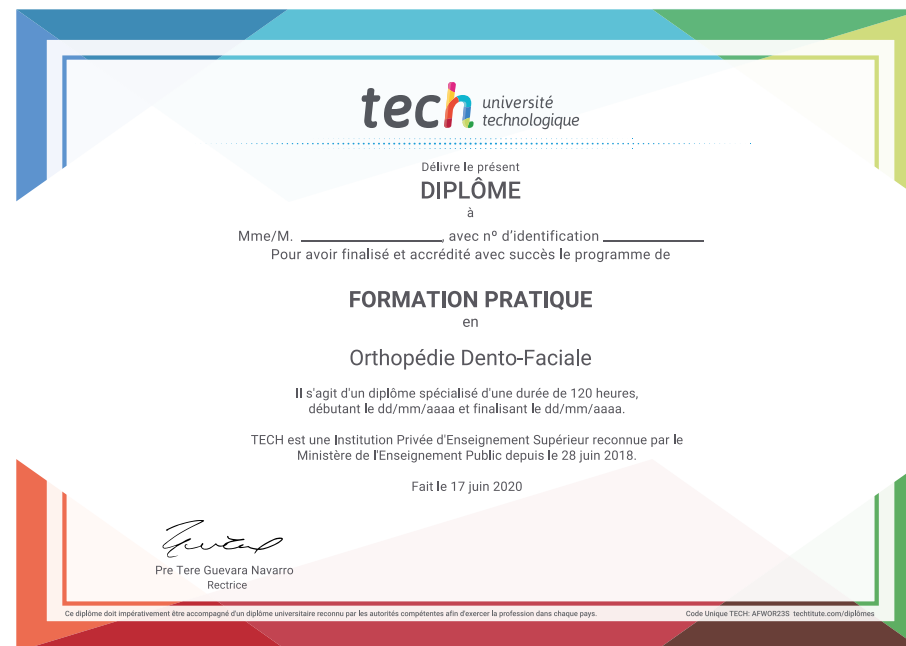 tech université
technologique
Délivre le présent
DIPLÔME
à
Mme/M. ____________________, avec nº d'identification ______________
Pour avoir finalisé et accrédité avec succès le programme de
FORMATION PRATIQUE
en
Orthopédie Dento-Faciale
Il s'agit d'un diplôme spécialisé d'une durée de 120 heures,
débutant le dd/mm/aaaa et finalisant le dd/mm/aaaa.
TECH est une Institution Privée d'Enseignement Supérieur reconnue par le
Ministère de l'Enseignement Public depuis le 28 juin 2018.
Fait le 17 juin 2020
Pre Tere Guevara Navarro
Rectrice
Ce diplôme doit impérativement être accompagné d'un diplôme universitaire reconnu par les autorités compétentes afin d'exercer la profession dans chaque pays. Code Unique TECH: AFWOR23S techtitute.com/diplômes